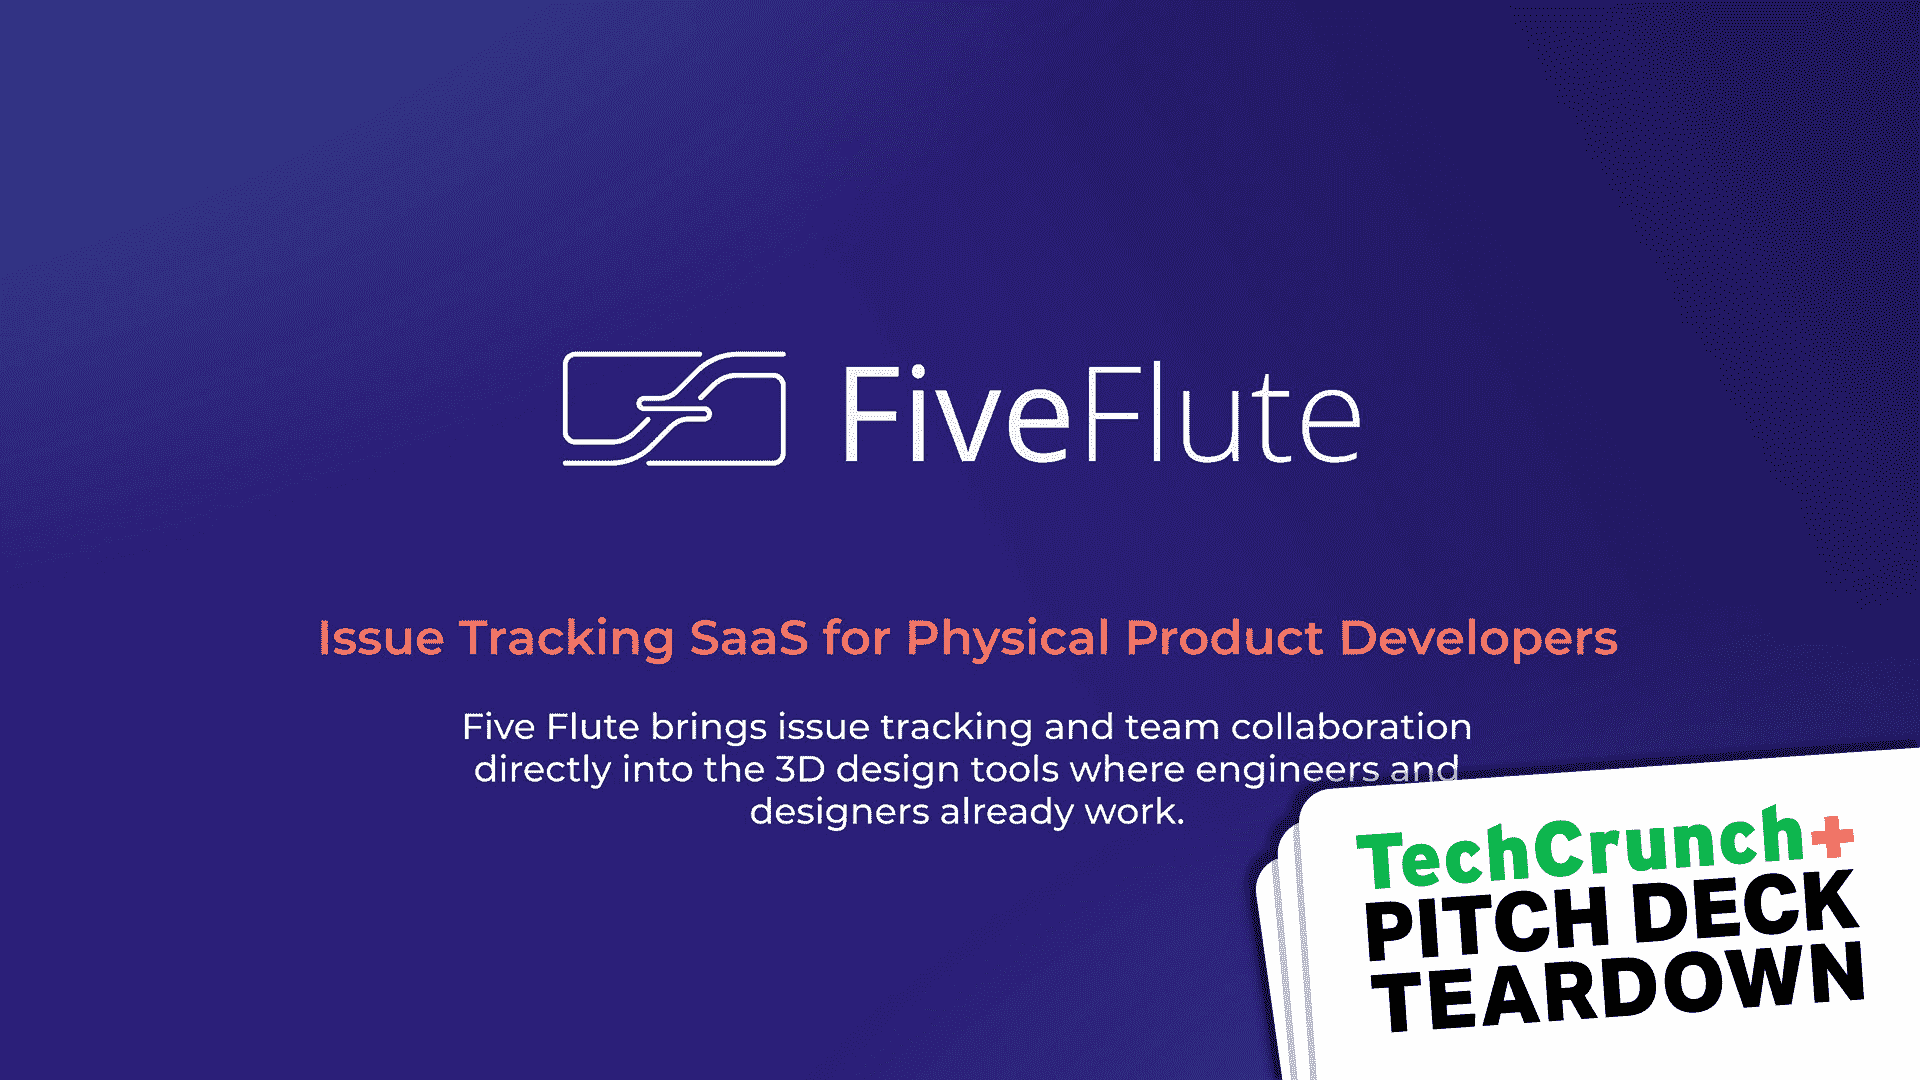 FiveFlute
Issue Tracking SaaS for Physical Product Developers
Five Flute brings issue tracking and team collaboration
directly into the 3D design tools where engineers and
designers already work.
TechCrunch+
PITCH DECK
TEARDOWN